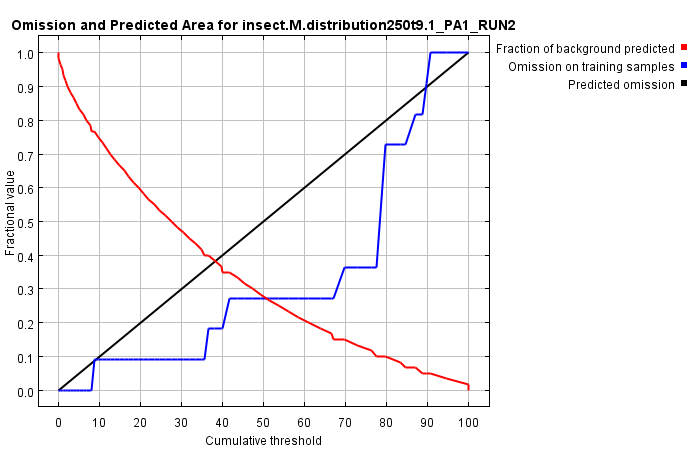 Omission and Predicted Area for insect.M.distribution250t9.1_PA1_RUN2
Fraction of background predicted
Omission on training samples
Predicted omission
Fractional value
1.0
0.9
0.8
0.7
0.6
0.5
0.4
0.3
0.2
0.1
0.0
0 10 20 30 40 50 60 70 80 90 100
Cumulative threshold